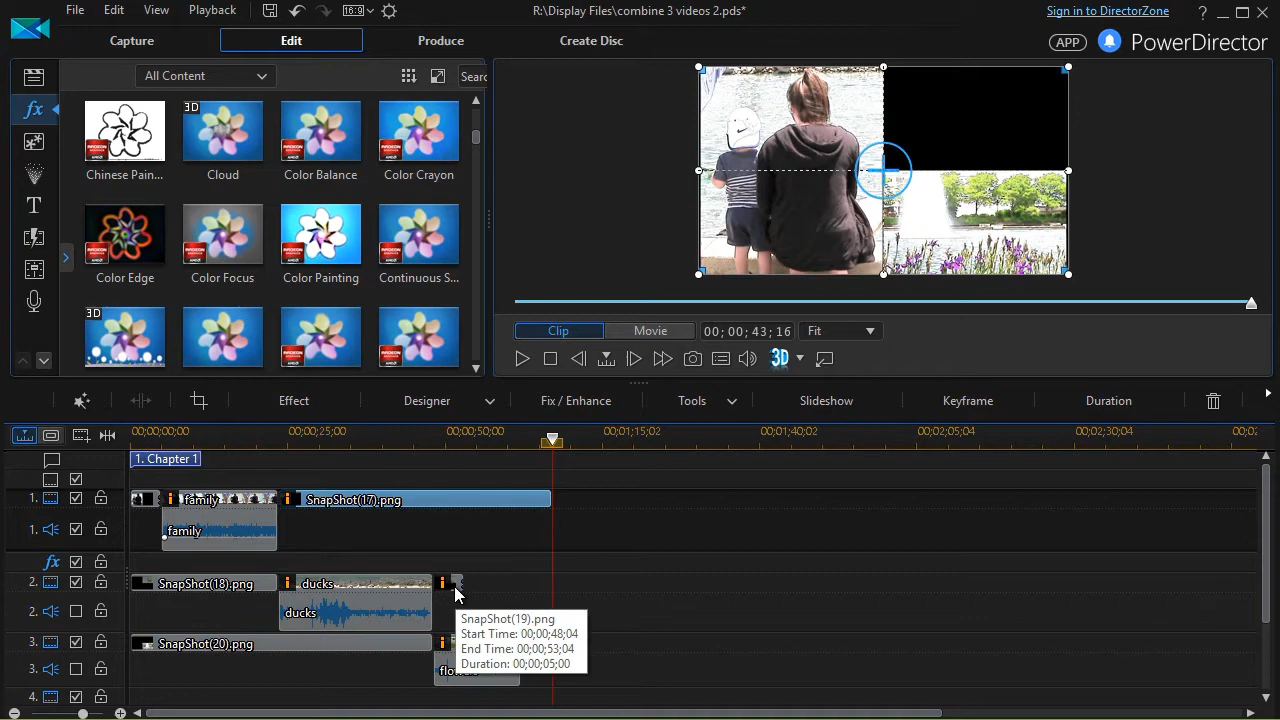 File Edit View Playback 16:9 R:\Display Files\combine 3 videos 2.pds* Sign in to DirectorZone ?
Capture Edit Produce Create Disc APP PowerDirector
All Content Sear
fx
3D
Chinese Pain... Cloud Color Balance Color Crayon
T
Color Edge Color Focus Color Painting Continuous S...
3D
Clip Movie 00; 00; 43; 16 Fit
3D
Effect Designer Fix / Enhance Tools Slideshow Keyframe Duration
00;00;00;00 00;00;25;00 00;00;50;00 00;01;15;02 00;01;40;02 00;02;05;04 00;02;30;04
1. Chapter 1
1. family SnapShot(17).png
1. family
fx
2. SnapShot(18).png ducks
2. ducks
SnapShot(19).png
Start Time: 00;00;48;04
End Time: 00;00;53;04
Duration: 00;00;05;00
3. SnapShot(20).png
3.
4.